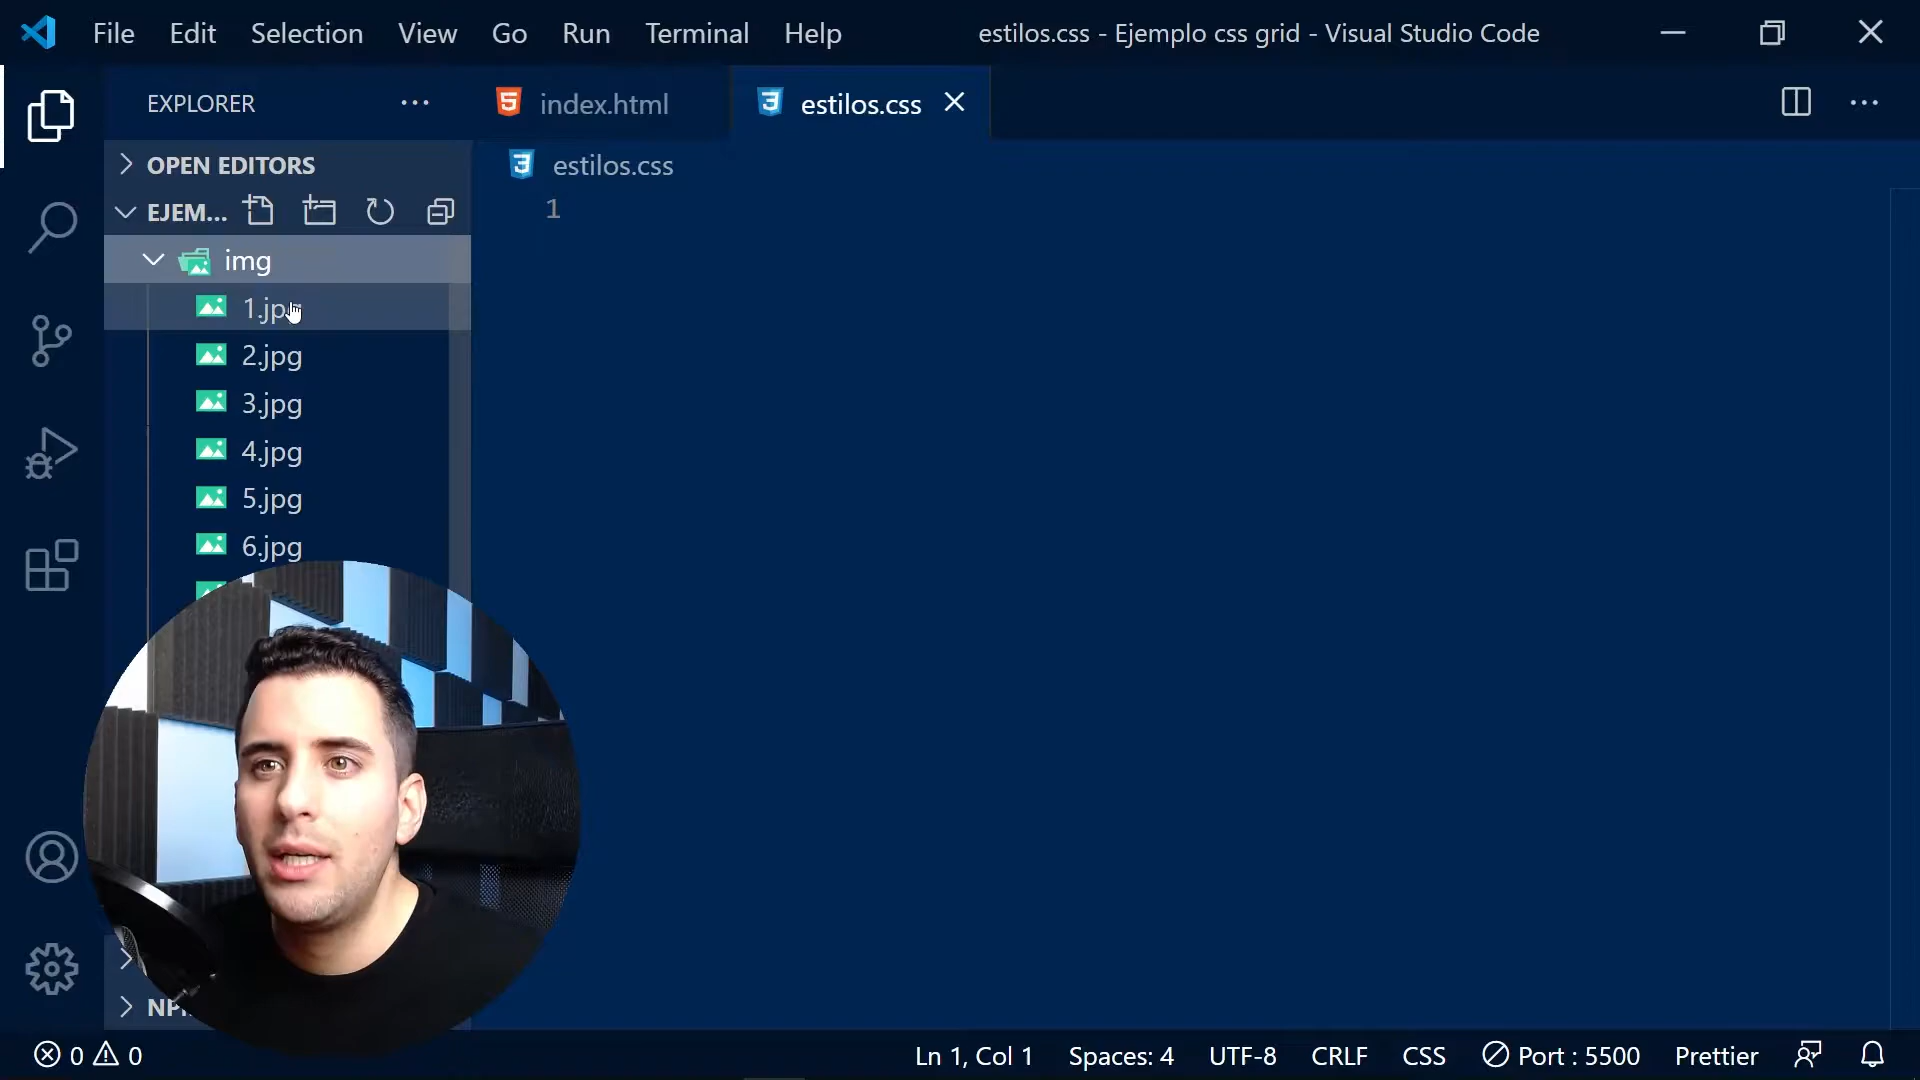 File Edit Selection View Go Run Terminal Help estilos.css - Ejemplo css grid - Visual Studio Code
EXPLORER
index.html
estilos.css
OPEN EDITORS
estilos.css
EJEM...
1
img
1.jpg
2.jpg
3.jpg
4.jpg
5.jpg
6.jpg
0 0 Ln 1, Col 1 Spaces: 4 UTF-8 CRLF CSS Port : 5500 Prettier